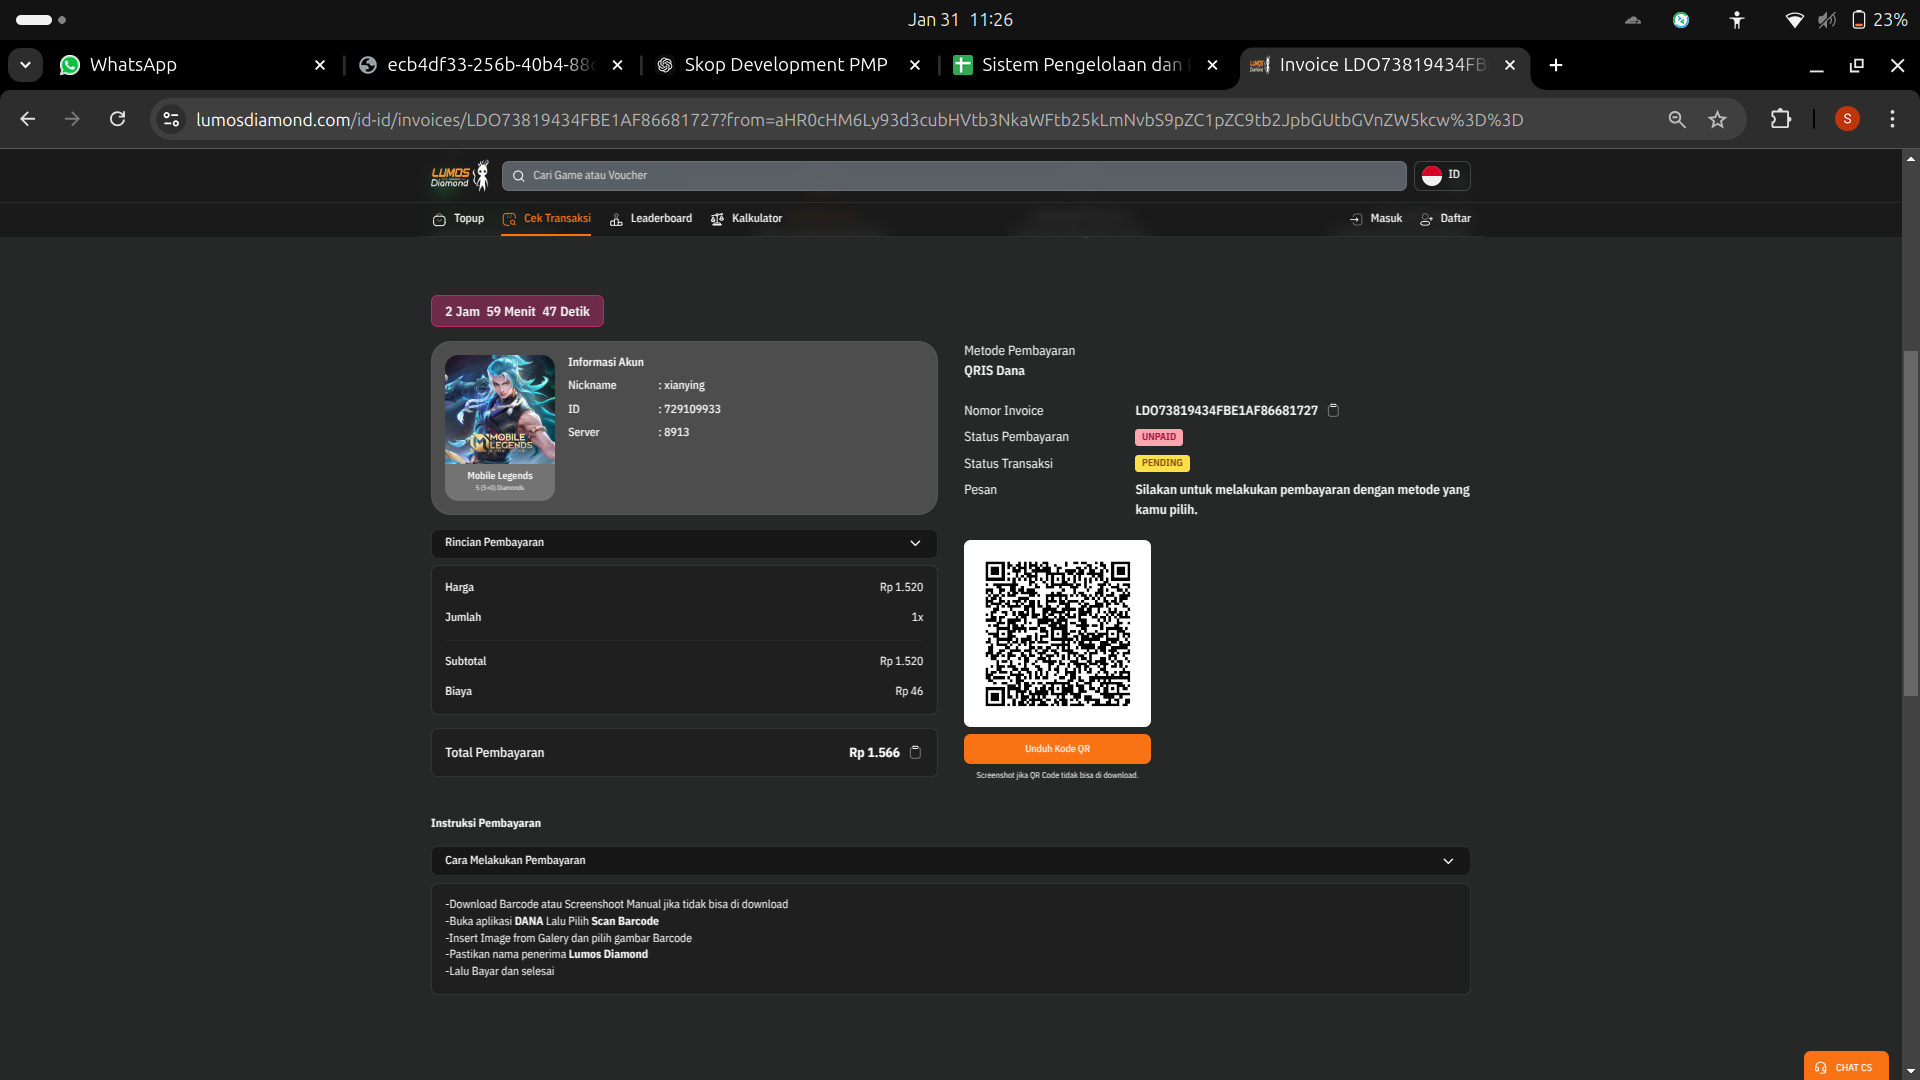 Jan 31 11:26
23%
WhatsApp
ecb4df33-256b-40b4-88c
Skop Development PMP
Sistem Pengelolaan dan
Invoice LDO73819434FB
lumosdiamond.com/id-id/invoices/LDO73819434FBE1AF86681727?from=aHR0cHM6Ly93d3cubHVtb3NkaWFtb25kLmNvbS9pZC1pZC9tb2JpbGUtbGVnZW5kcw%3D%3D
S
LUMOS
Diamond
Cari Game atau Voucher
ID
Topup
Cek Transaksi
Leaderboard
Kalkulator
Masuk
Daftar
2 Jam 59 Menit 47 Detik
MOBILE
LEGENDS
Mobile Legends
5 (5+0) Diamonds
Informasi Akun
Nickname : xianying
ID : 729109933
Server : 8913
Rincian Pembayaran
Harga Rp 1.520
Jumlah 1x
Subtotal Rp 1.520
Biaya Rp 46
Total Pembayaran Rp 1.566
Metode Pembayaran
QRIS Dana
Nomor Invoice LDO73819434FBE1AF86681727
Status Pembayaran UNPAID
Status Transaksi PENDING
Pesan Silakan untuk melakukan pembayaran dengan metode yang
kamu pilih.
Unduh Kode QR
Screenshot jika QR Code tidak bisa di download.
Instruksi Pembayaran
Cara Melakukan Pembayaran
-Download Barcode atau Screenshoot Manual jika tidak bisa di download
-Buka aplikasi DANA Lalu Pilih Scan Barcode
-Insert Image from Galery dan pilih gambar Barcode
-Pastikan nama penerima Lumos Diamond
-Lalu Bayar dan selesai
CHAT CS